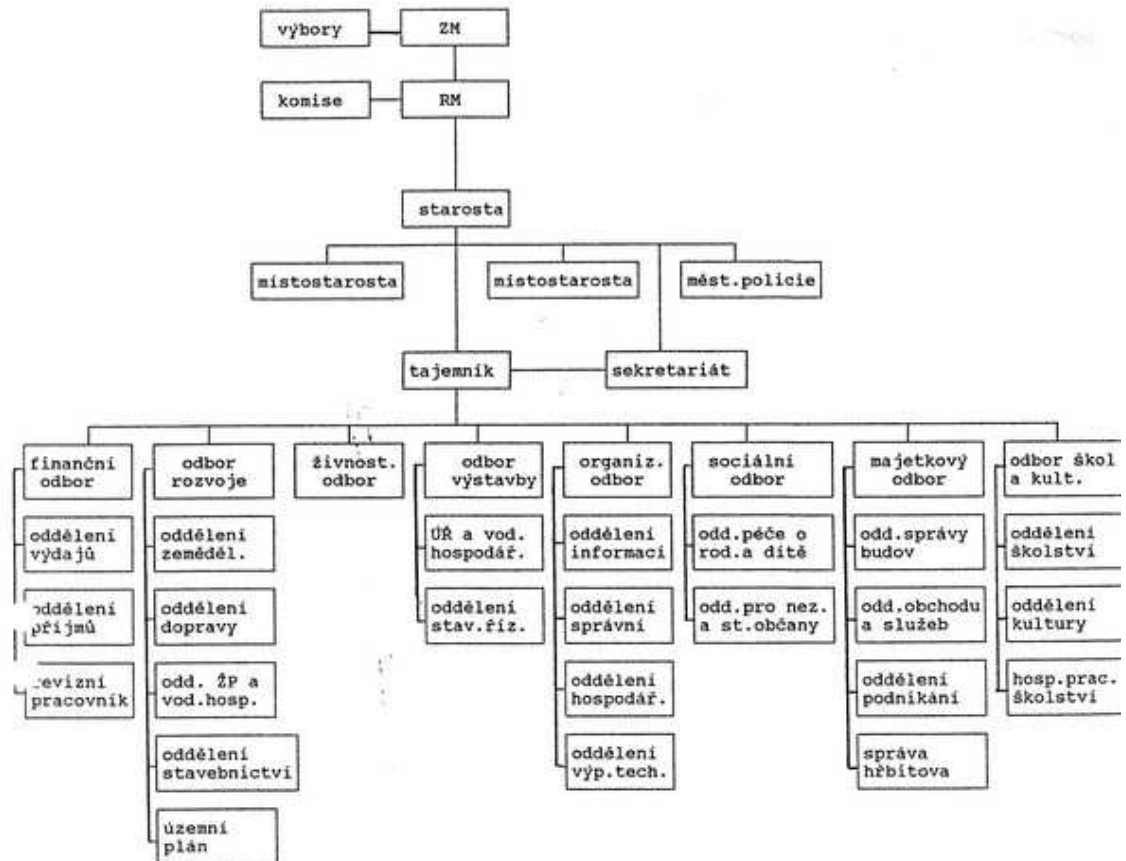 výbory
ZM
komise
RM
starosta
místostarosta
místostarosta
měst.policie
tajemník
sekretariát
finanční
odbor
odbor
rozvoje
živnost.
odbor
odbor
výstavby
organiz.
odbor
sociální
odbor
majetkový
odbor
odbor škol
a kult.
oddělení
výdajů
oddělení
zeměděl.
ÚŘ a vod.
hospodář.
oddělení
informací
odd.péče o
rod.a dítě
odd.správy
budov
oddělení
školství
oddělení
příjmů
oddělení
dopravy
oddělení
stav.říz.
oddělení
správní
odd.pro nez.
a st.občany
odd.obchodu
a služeb
oddělení
kultury
revizní
pracovník
odd. ŽP a
vod.hosp.
oddělení
hospodář.
oddělení
podnikání
hosp.prac.
školství
oddělení
stavebnictví
oddělení
výp.tech.
správa
hřbitova
územní
plán